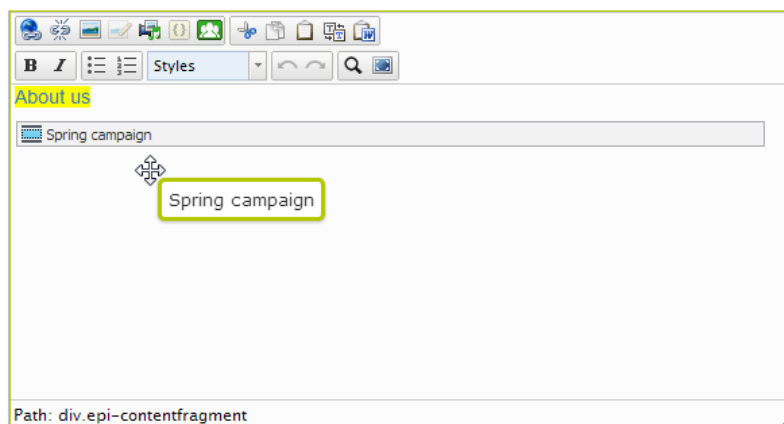 B I Styles
About us
Spring campaign
Spring campaign
Path: div.epi-contentfragment